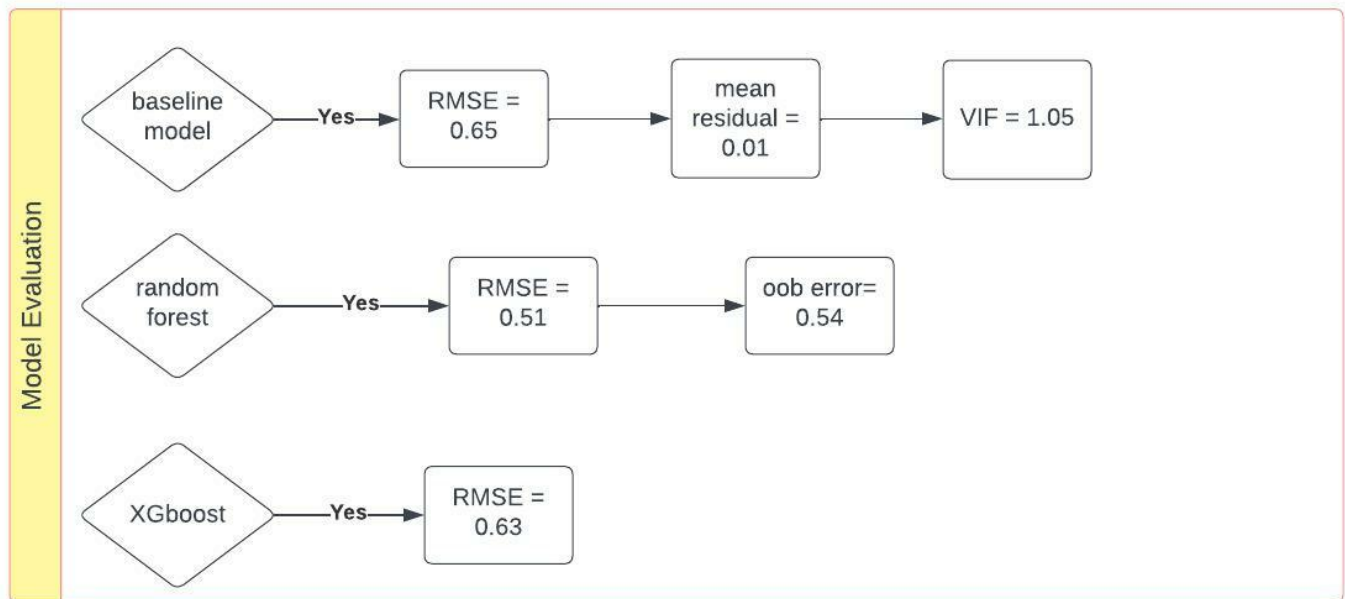 Model Evaluation
baseline
model
Yes
RMSE =
0.65
mean
residual =
0.01
VIF = 1.05
random
forest
Yes
RMSE =
0.51
oob error=
0.54
XGboost
Yes
RMSE =
0.63